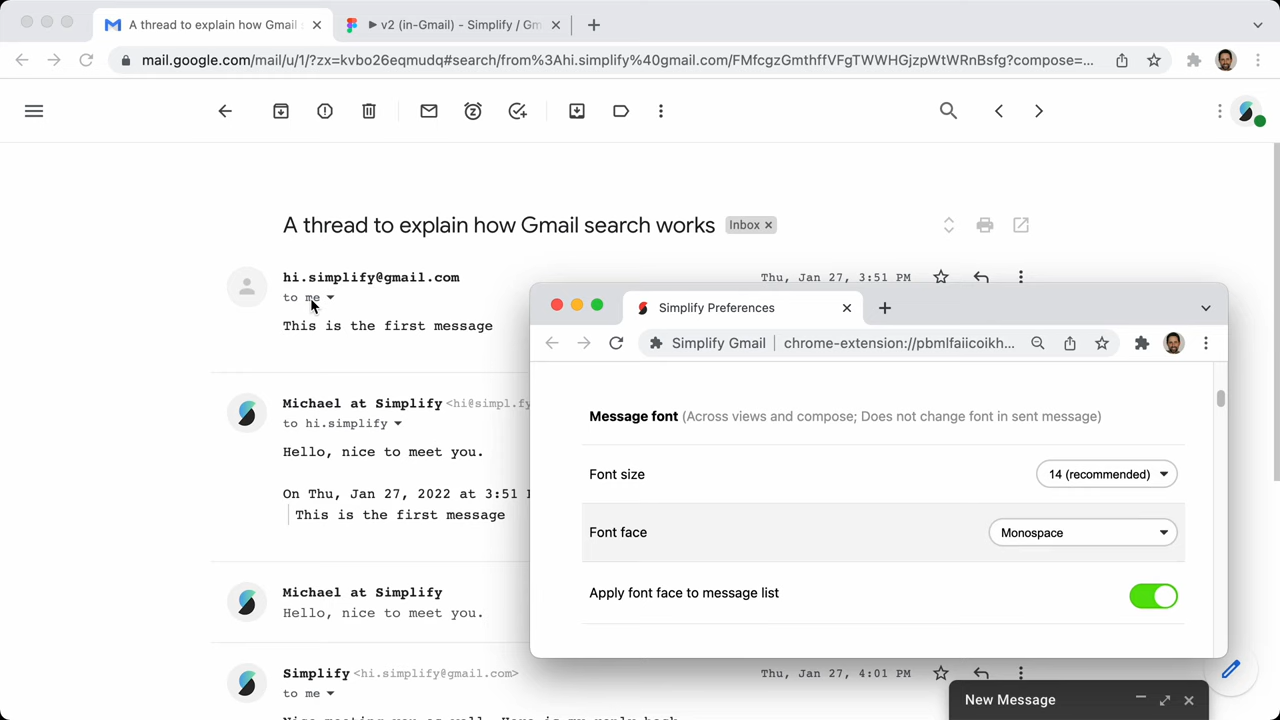 A thread to explain how Gmail s
▶ v2 (in-Gmail) - Simplify / Gm
mail.google.com/mail/u/1/?zx=kvbo26eqmudq#search/from%3Ahi.simplify%40gmail.com/FMfcgzGmthffVFgTWWHGjzpWtWRnBsfg?compose=...
A thread to explain how Gmail search works
Inbox ×
hi.simplify@gmail.com
Thu, Jan 27, 3:51 PM
to me
This is the first message
Michael at Simplify <hi@simpl.fy
to hi.simplify
Hello, nice to meet you.
On Thu, Jan 27, 2022 at 3:51
This is the first message
Michael at Simplify
Hello, nice to meet you.
Simplify <hi.simplify@gmail.com>
Thu, Jan 27, 4:01 PM
to me
Simplify Preferences
Simplify Gmail | chrome-extension://pbmlfaiicoikh...
Message font (Across views and compose; Does not change font in sent message)
Font size
14 (recommended)
Font face
Monospace
Apply font face to message list
New Message